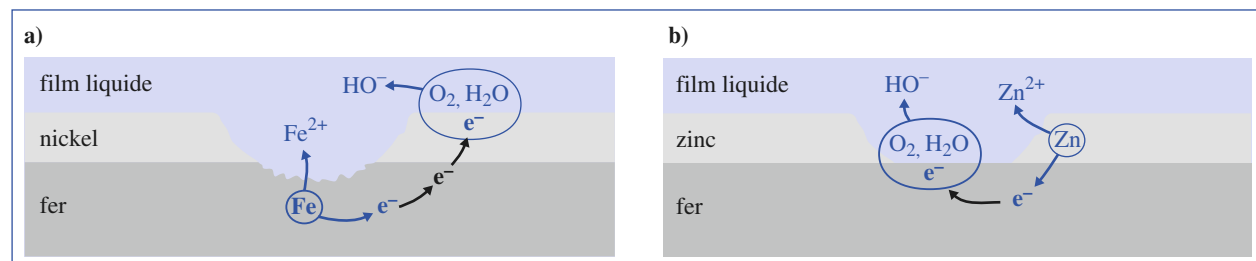 a)
film liquide
HO⁻
O₂, H₂O
e⁻
nickel
Fe²⁺
e⁻
fer
Fe
e⁻
b)
film liquide
HO⁻
Zn²⁺
zinc
O₂, H₂O
Zn
e⁻
fer
e⁻